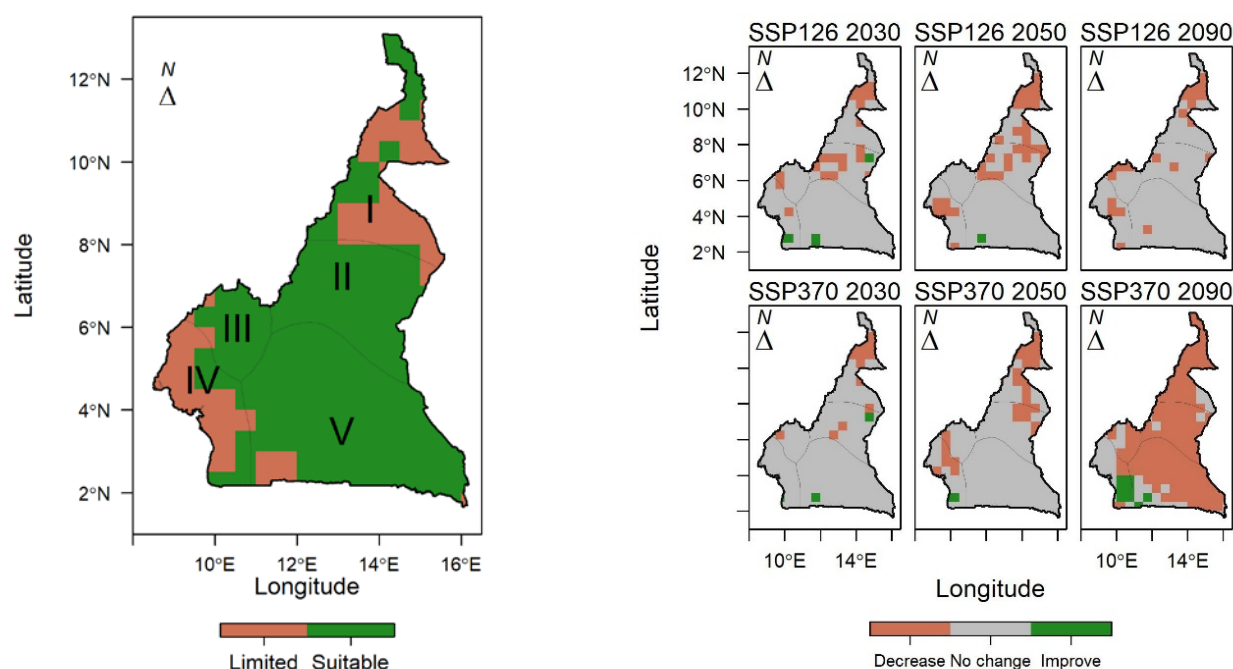 12°N
10°N
8°N
6°N
4°N
2°N
Latitude
N
Δ
I
II
III
IV
V
10°E 12°E 14°E 16°E
Longitude
Limited Suitable
SSP126 2030 SSP126 2050 SSP126 2090
N
Δ
N
Δ
N
Δ
12°N
10°N
8°N
6°N
4°N
2°N
Latitude
SSP370 2030 SSP370 2050 SSP370 2090
N
Δ
N
Δ
N
Δ
10°E 14°E 10°E 14°E 10°E 14°E
Longitude
Decrease No change Improve